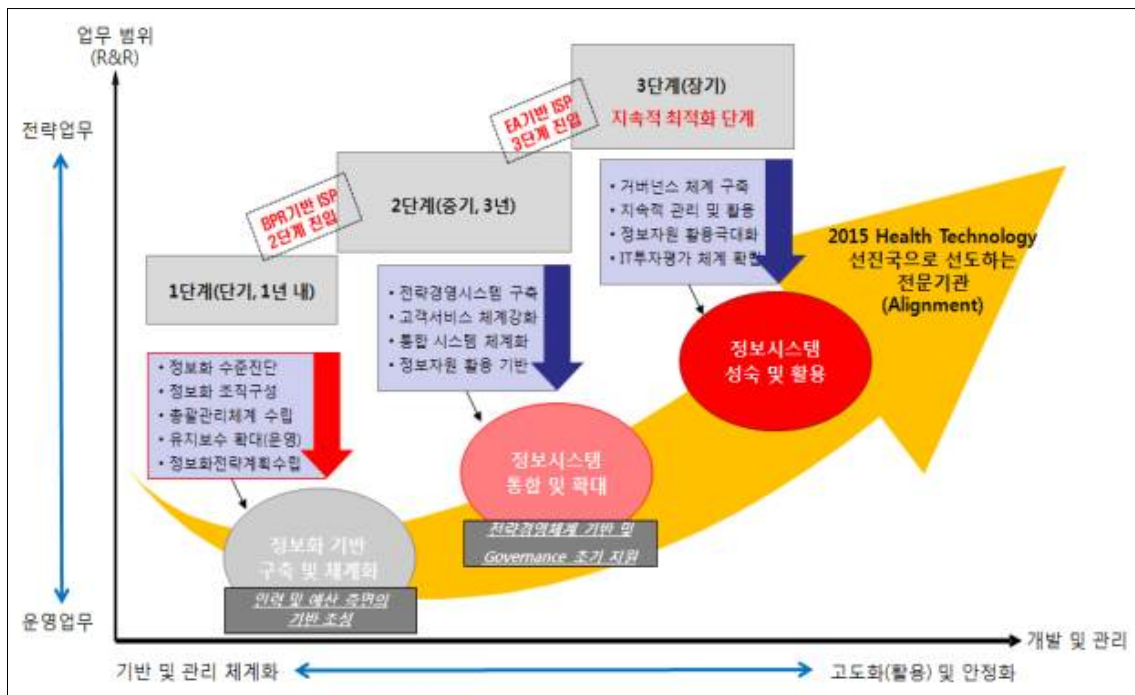 업무 범위
(R&R)
전략업무
운영업무
3단계(장기)
지속적 최적화 단계
EA기반 ISP
3단계 진입
2단계(중기, 3년)
BPR기반 ISP
2단계 진입
1단계(단기, 1년 내)
• 거버넌스 체계 구축
• 지속적 관리 및 활용
• 정보자원 활용극대화
• IT투자평가 체계 확립
2015 Health Technology
선진국으로 선도하는
전문기관
(Alignment)
• 전략경영시스템 구축
• 고객서비스 체계강화
• 통합 시스템 체계화
• 정보자원 활용 기반
정보시스템
성숙 및 활용
• 정보화 수준진단
• 정보화 조직구성
• 총괄관리체계 수립
• 유지보수 확대(운영)
• 정보화전략계획수립
정보시스템
통합 및 확대
전략경영체계 기반 및
Governance 초기 지원
정보화 기반
구축 및 체계화
인력 및 예산 측면의
기반 조성
개발 및 관리
기반 및 관리 체계화
고도화(활용) 및 안정화